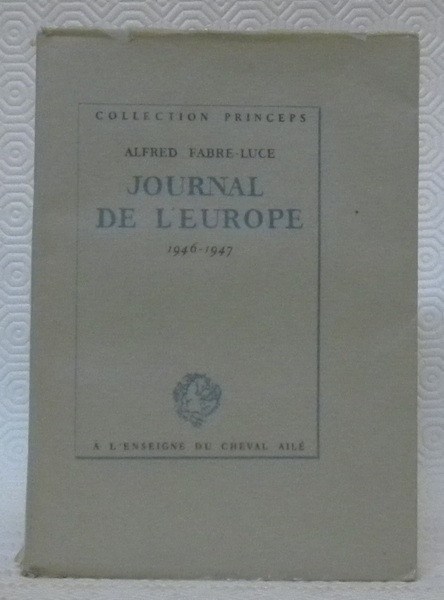 COLLECTION PRINCEPS
ALFRED FABRE-LUCE
JOURNAL
DE L'EUROPE
1946-1947
À L'ENSEIGNE DU CHEVAL AILÉ